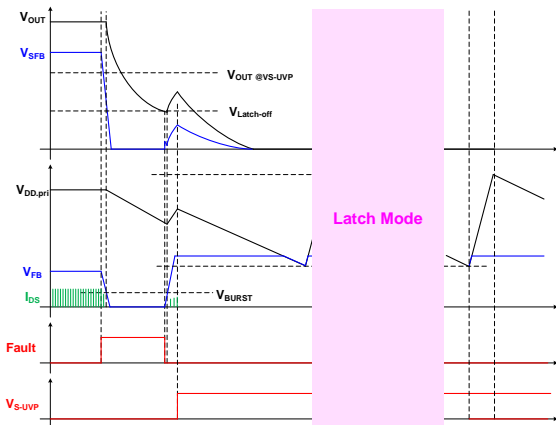 VOUT
VSFB
VOUT @VS-UVP
VLatch-off
VDD.pri
Latch Mode
VFB
IDS
VBURST
Fault
VS-UVP